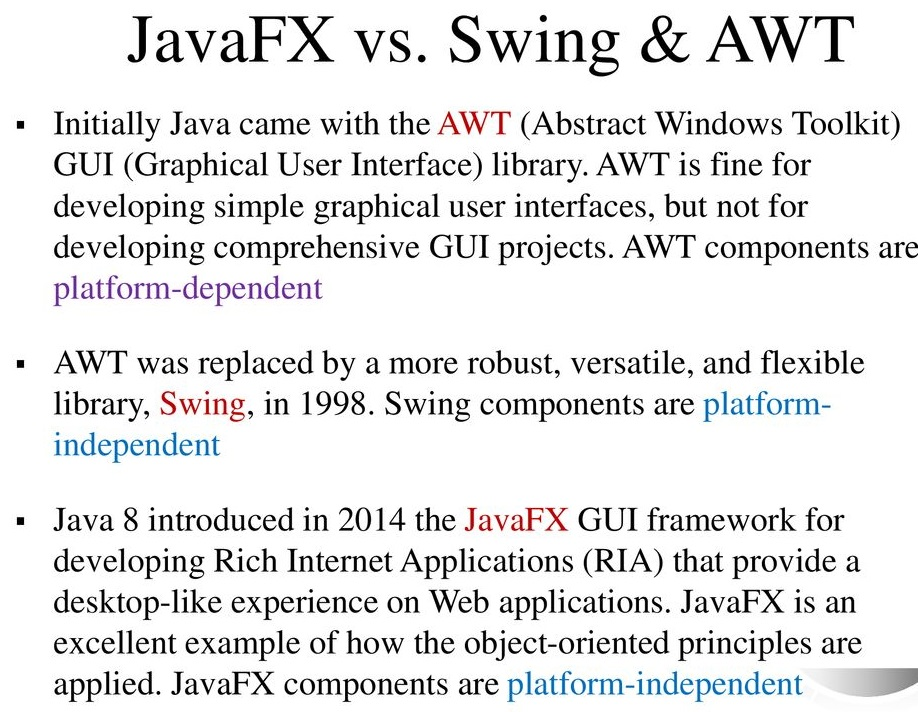 JavaFX vs. Swing & AWT
▪ Initially Java came with the AWT (Abstract Windows Toolkit)
GUI (Graphical User Interface) library. AWT is fine for
developing simple graphical user interfaces, but not for
developing comprehensive GUI projects. AWT components are
platform-dependent
▪ AWT was replaced by a more robust, versatile, and flexible
library, Swing, in 1998. Swing components are platform-
independent
▪ Java 8 introduced in 2014 the JavaFX GUI framework for
developing Rich Internet Applications (RIA) that provide a
desktop-like experience on Web applications. JavaFX is an
excellent example of how the object-oriented principles are
applied. JavaFX components are platform-independent